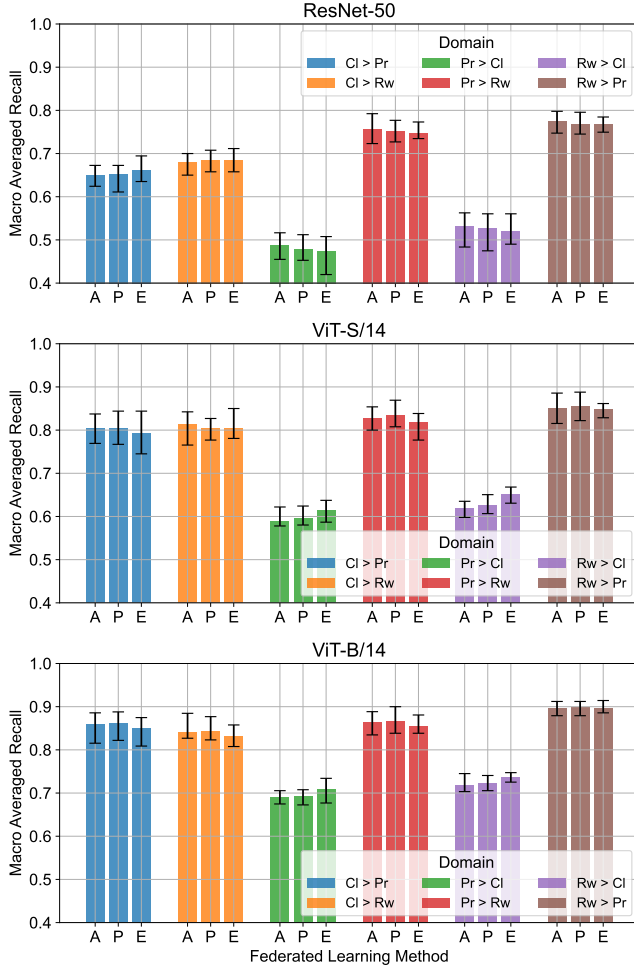 ResNet-50
1.0
0.9
0.8
0.7
0.6
0.5
0.4
Macro Averaged Recall
Domain
Cl > Pr Pr > Cl Rw > Cl
Cl > Rw Pr > Rw Rw > Pr
A P E A P E A P E A P E A P E A P E
ViT-S/14
1.0
0.9
0.8
0.7
0.6
0.5
0.4
Macro Averaged Recall
Domain
Cl > Pr Pr > Cl Rw > Cl
Cl > Rw Pr > Rw Rw > Pr
A P E A P E A P E A P E A P E A P E
ViT-B/14
1.0
0.9
0.8
0.7
0.6
0.5
0.4
Macro Averaged Recall
Domain
Cl > Pr Pr > Cl Rw > Cl
Cl > Rw Pr > Rw Rw > Pr
A P E A P E A P E A P E A P E A P E
Federated Learning Method